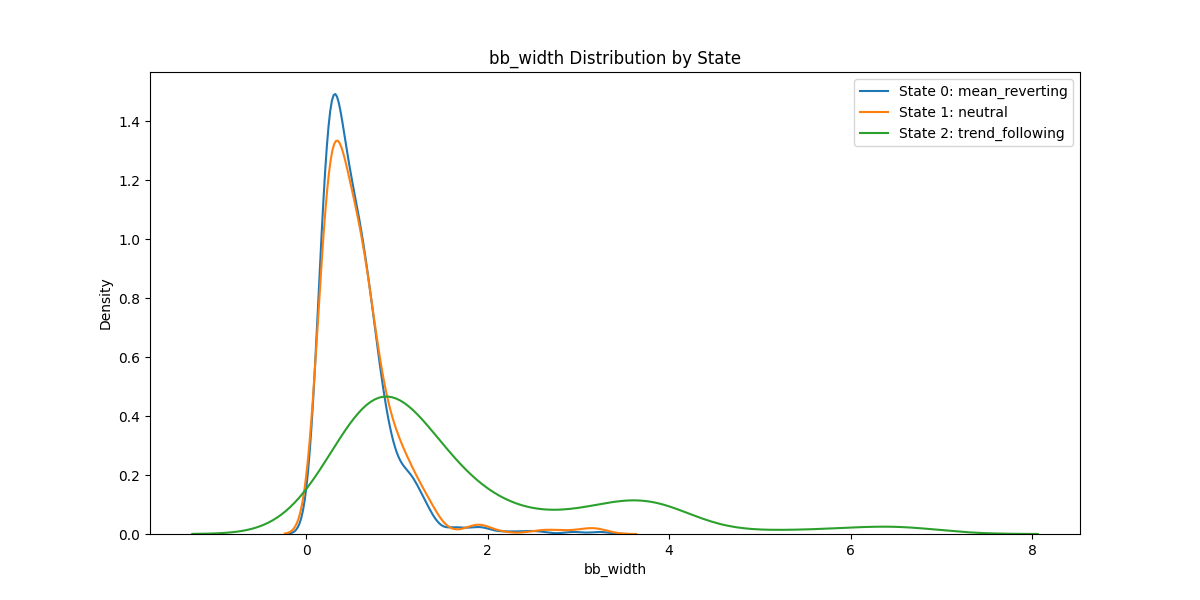 bb_width Distribution by State
State 0: mean_reverting
State 1: neutral
State 2: trend_following
Density
1.4
1.2
1.0
0.8
0.6
0.4
0.2
0.0
0 2 4 6 8
bb_width